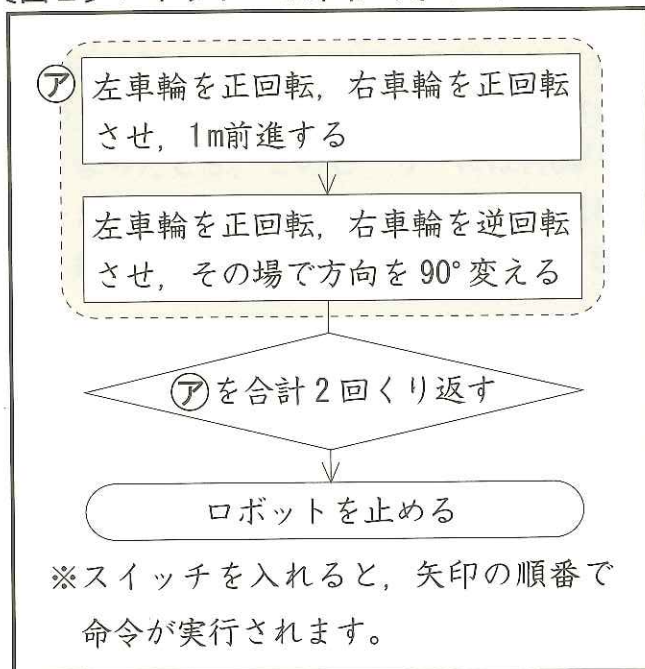 ㋐ 左車輪を正回転，右車輪を正回転
させ，1m前進する
左車輪を正回転，右車輪を逆回転
させ，その場で方向を90°変える
㋐を合計2回くり返す
ロボットを止める
※スイッチを入れると，矢印の順番で
命令が実行されます。